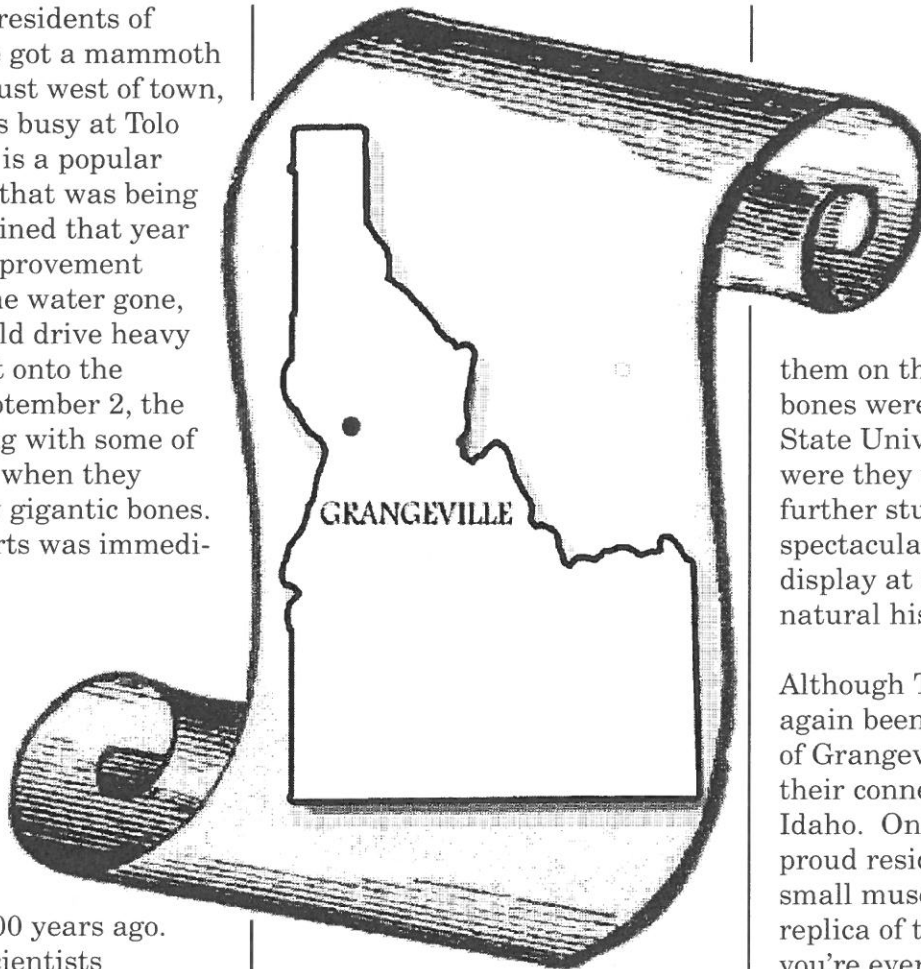 residents of
got a mammoth
ust west of town,
s busy at Tolo
is a popular
that was being
ined that year
provement
e water gone,
ld drive heavy
onto the
ptember 2, the
g with some of
when they
gigantic bones.
rts was immedi-
00 years ago.
cientists
GRANGEVILLE
them on th
bones were
State Univ
were they
further stu
spectacula
display at
natural his
Although T
again been
of Grangev
their conne
Idaho. On
proud resid
small muse
replica of t
you're ever